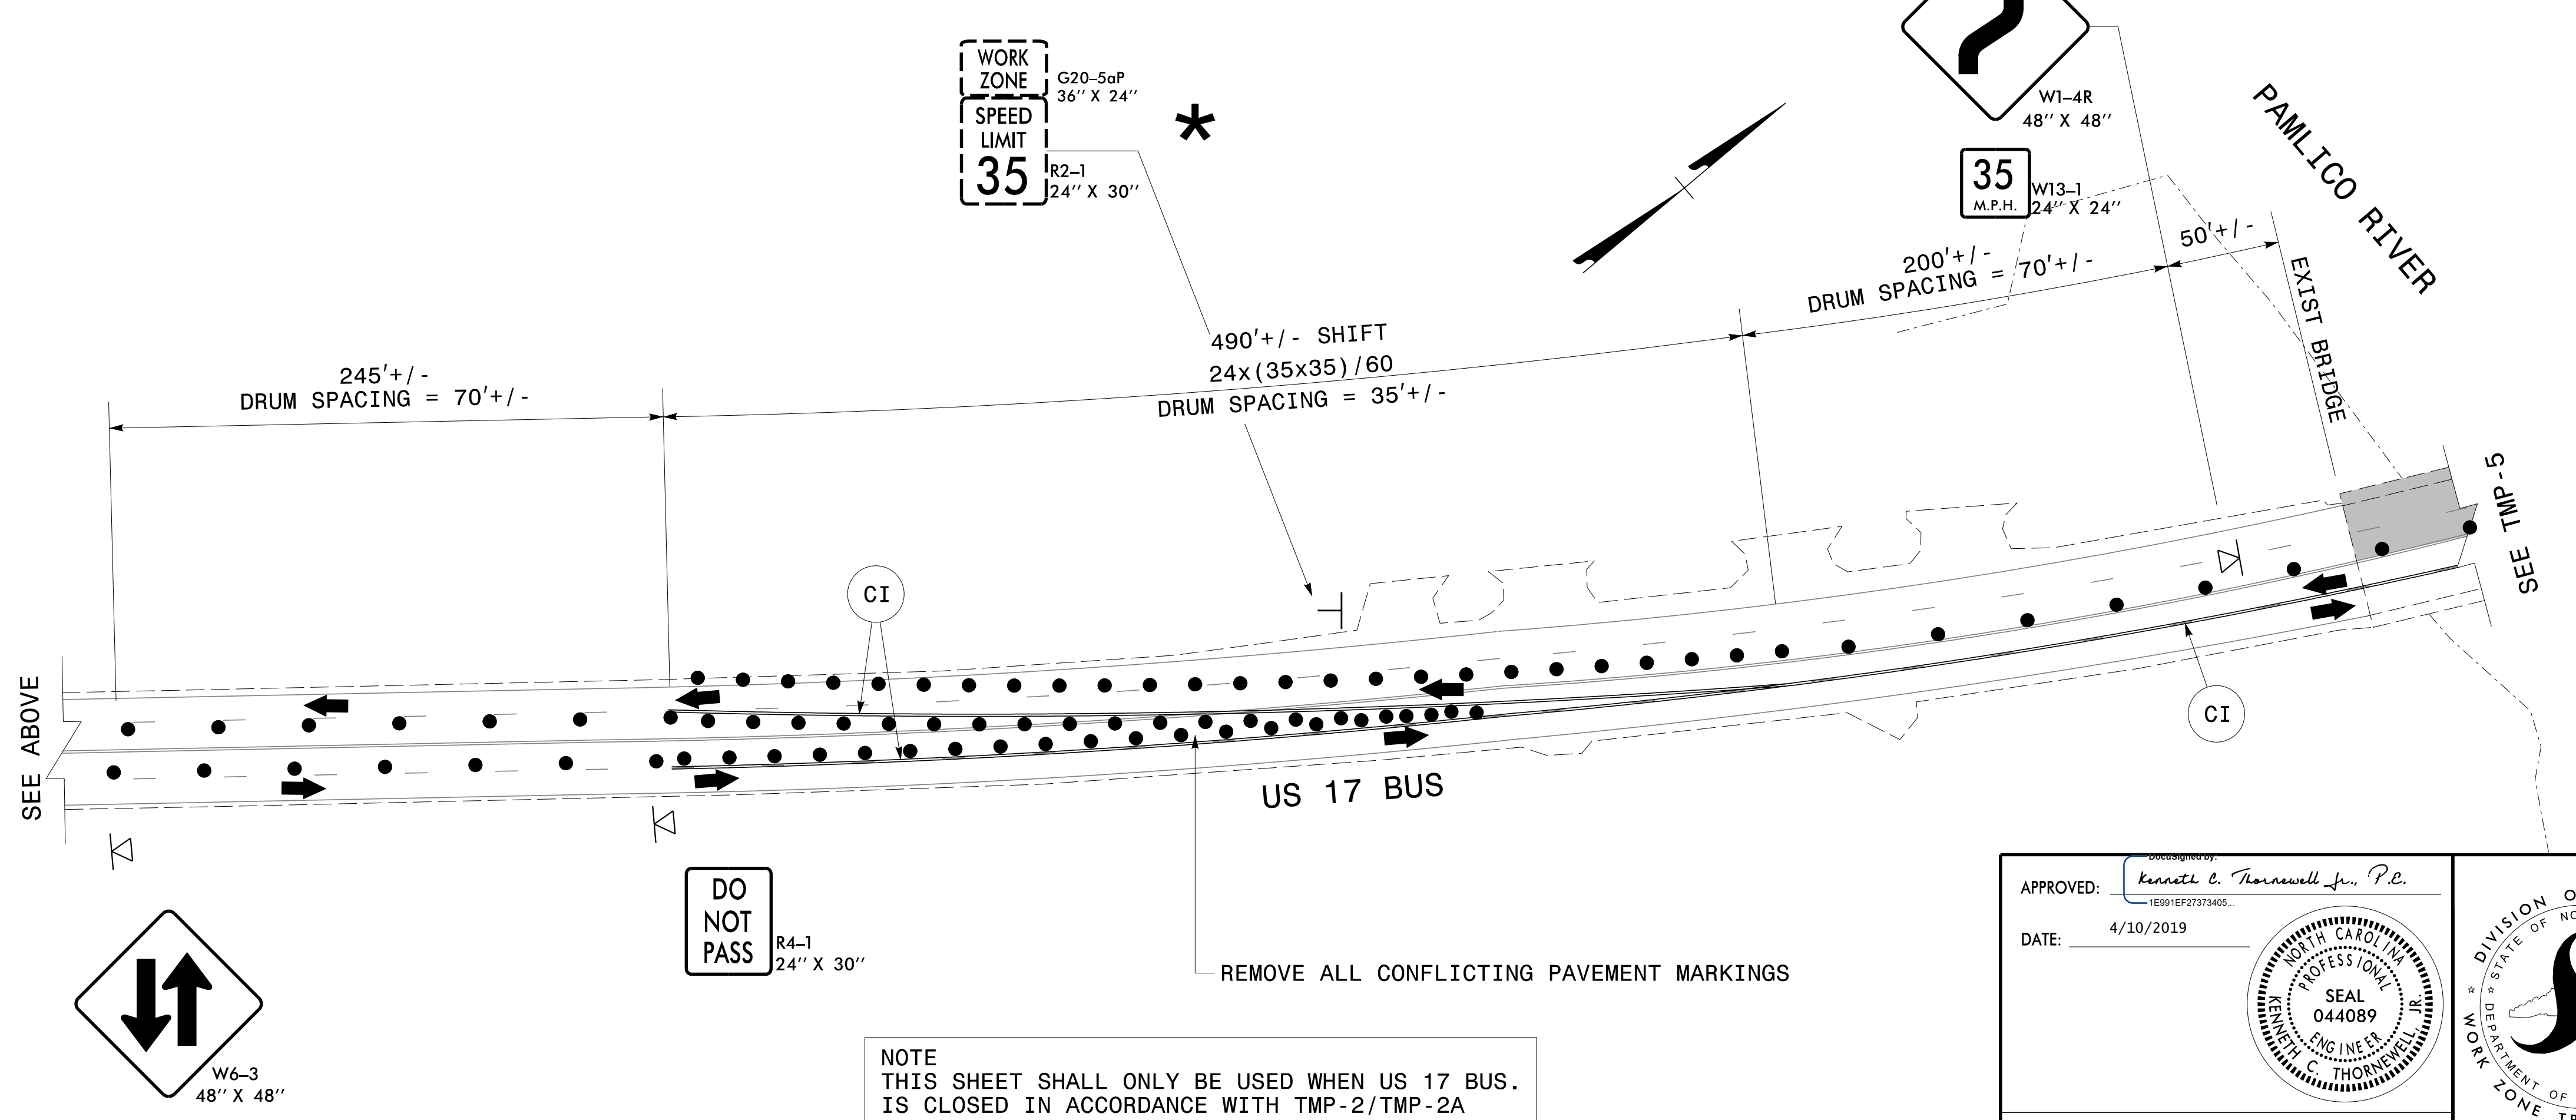 WORK
ZONE
G20-5aP
36'' X 24''
SPEED
LIMIT
35
R2-1
24'' X 30''
*
W1-4R
48'' X 48''
35
M.P.H.
W13-1
24'' X 24''
PAMLICO RIVER
50'+/-
200'+/-
DRUM SPACING = 70'+/-
EXIST BRIDGE
490'+/- SHIFT
24x(35x35)/60
DRUM SPACING = 35'+/-
245'+/-
DRUM SPACING = 70'+/-
SEE TMP-5
CI
CI
SEE ABOVE
US 17 BUS
DO
NOT
PASS
R4-1
24'' X 30''
REMOVE ALL CONFLICTING PAVEMENT MARKINGS
W6-3
48'' X 48''
NOTE
THIS SHEET SHALL ONLY BE USED WHEN US 17 BUS.
IS CLOSED IN ACCORDANCE WITH TMP-2/TMP-2A
DocuSigned by:
APPROVED: Kenneth C. Thornewell Jr., P.E.
1E991EF27373405...
DATE: 4/10/2019
NORTH CAROLINA
PROFESSIONAL
SEAL
044089
ENGINEER
KENNETH C. THORNEWELL, JR.
DIVISION
STATE OF
DEPARTMENT OF
WORK ZONE